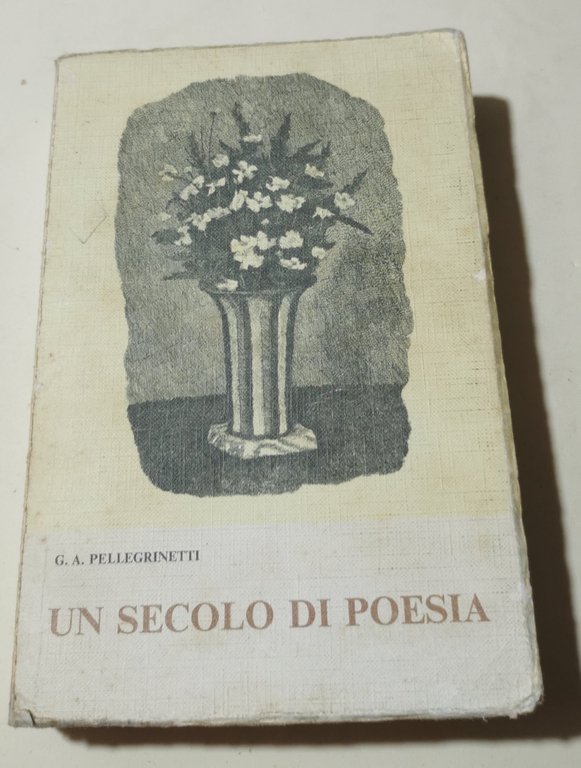 G. A. PELLEGRINETTI
UN SECOLO DI POESIA